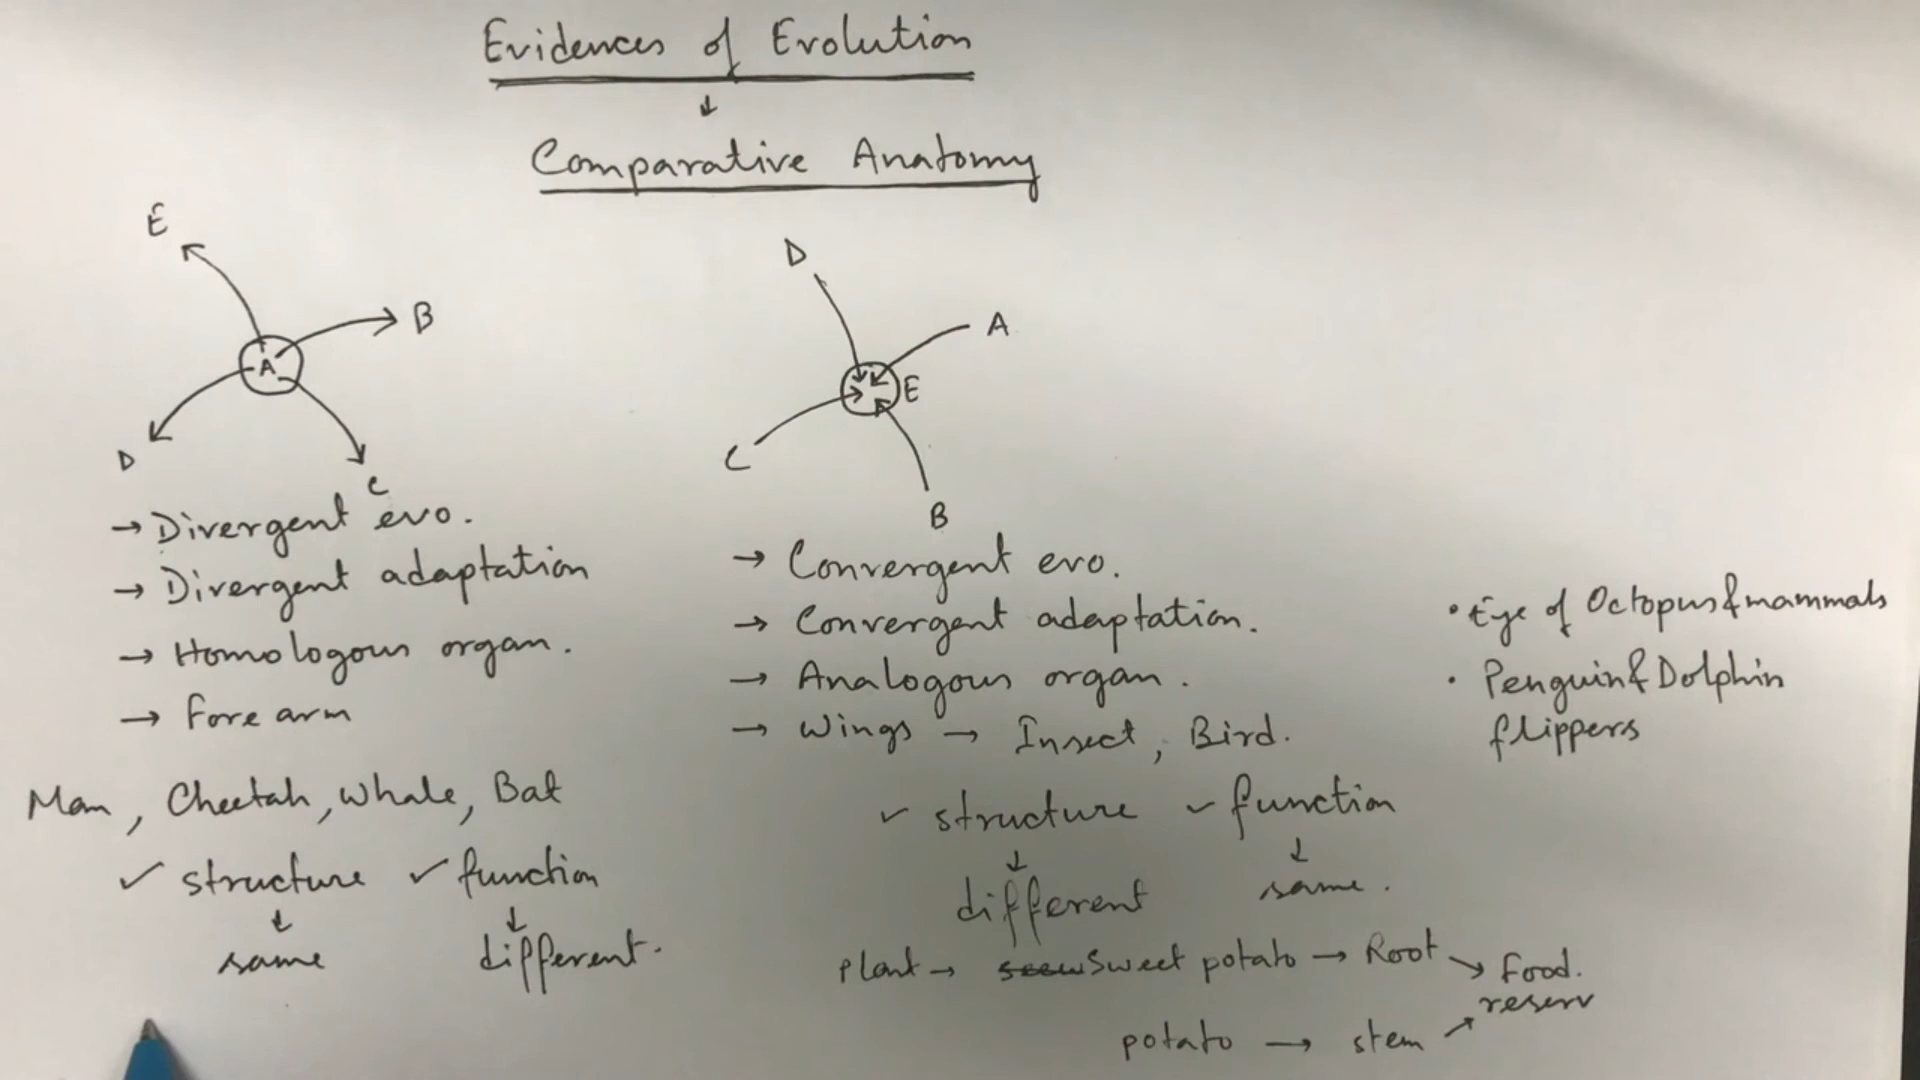 Evidences of Evolution
↓
Comparative Anatomy
E
B
A
D
C
→ Divergent evo.
→ Divergent adaptation
→ Homologous organ.
→ Fore arm
Man, Cheetah, Whale, Bat
✓ structure ✓ function
↓ ↓
same different.
D
A
E
C
B
→ Convergent evo.
→ Convergent adaptation.
→ Analogous organ.
→ Wings → Insect, Bird.
✓ structure ✓ function
↓ ↓
different same.
Plant → Sweet potato → Root → Food.
reserv
potato → stem
• Eye of Octopus & mammals
• Penguin & Dolphin
flippers